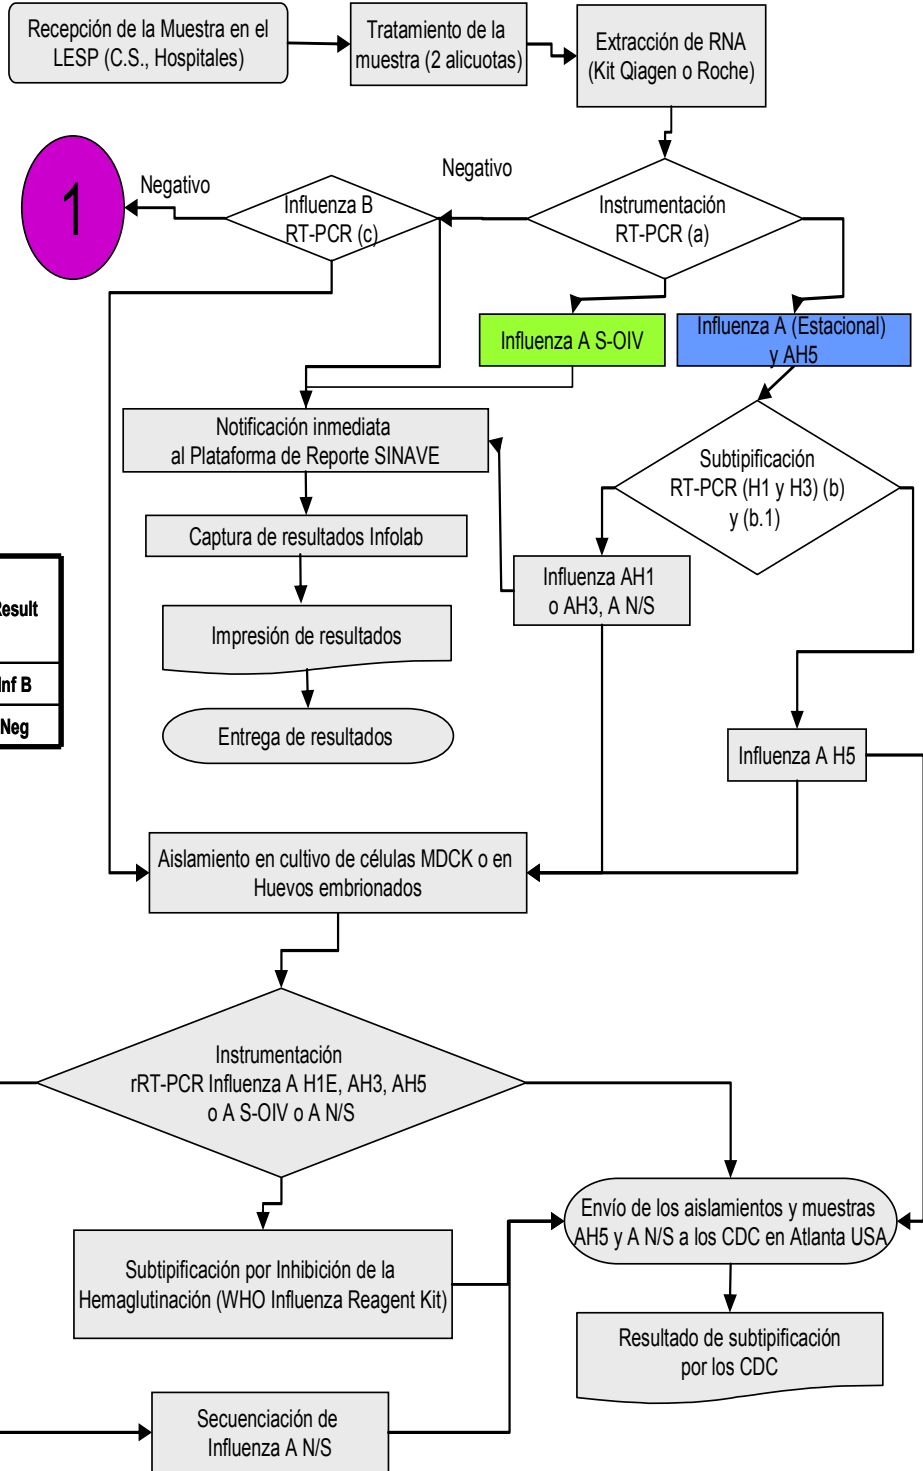 Recepción de la Muestra en el
LESP (C.S., Hospitales)
Tratamiento de la
muestra (2 alicuotas)
Extracción de RNA
(Kit Qiagen o Roche)
1
Negativo
Influenza B
RT-PCR (c)
Negativo
Instrumentación
RT-PCR (a)
Influenza A S-OIV
Influenza A (Estacional)
y AH5
Notificación inmediata
al Plataforma de Reporte SINAVE
Subtipificación
RT-PCR (H1 y H3) (b)
y (b.1)
Captura de resultados Infolab
Influenza AH1
o AH3, A N/S
Result
Inf B
Neg
Impresión de resultados
Entrega de resultados
Influenza A H5
Aislamiento en cultivo de células MDCK o en
Huevos embrionados
Instrumentación
rRT-PCR Influenza A H1E, AH3, AH5
o A S-OIV o A N/S
Envío de los aislamientos y muestras
AH5 y A N/S a los CDC en Atlanta USA
Subtipificación por Inhibición de la
Hemaglutinación (WHO Influenza Reagent Kit)
Resultado de subtipificación
por los CDC
Secuenciación de
Influenza A N/S